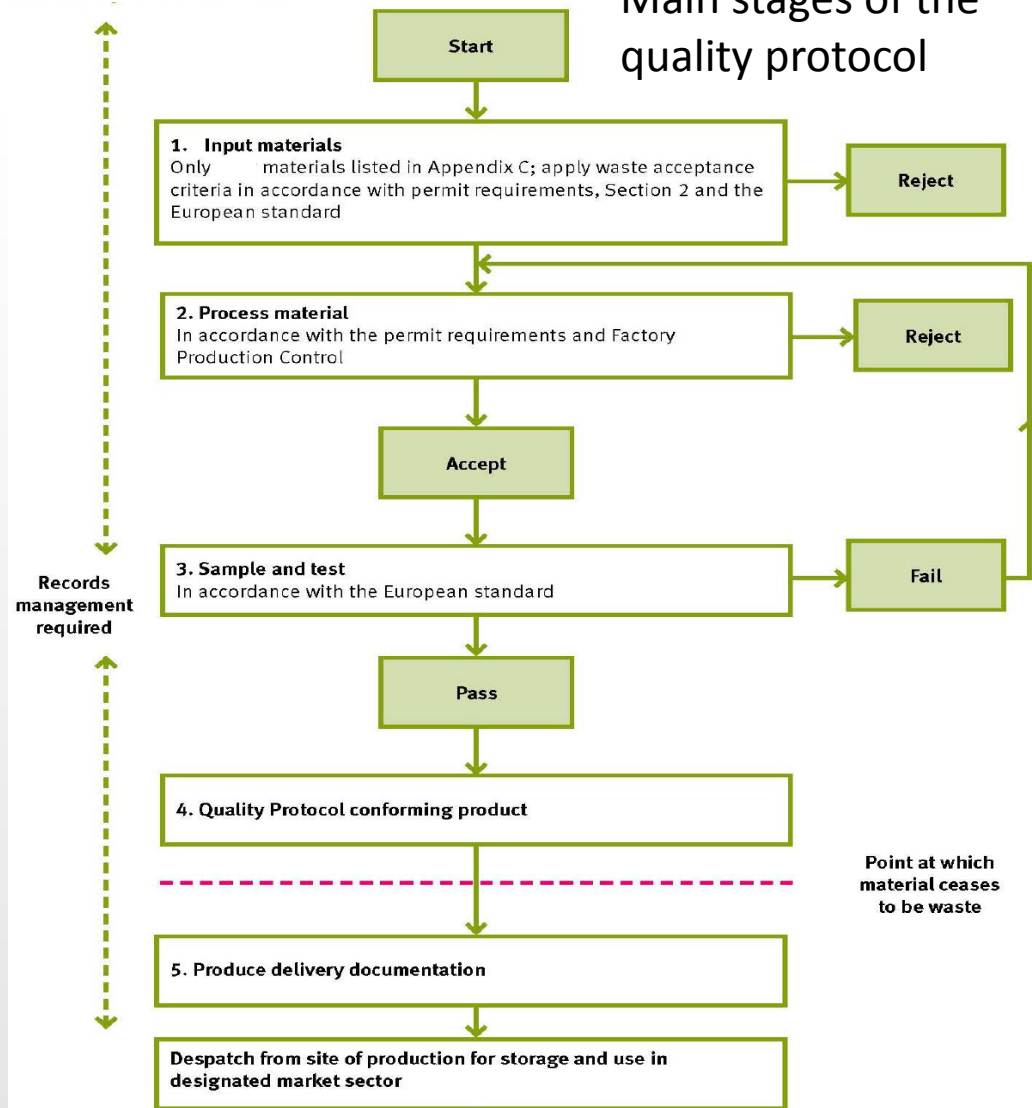 Main stages of the
quality protocol
Start
1. Input materials
Only materials listed in Appendix C; apply waste acceptance
criteria in accordance with permit requirements, Section 2 and the
European standard
Reject
2. Process material
In accordance with the permit requirements and Factory
Production Control
Reject
Accept
3. Sample and test
In accordance with the European standard
Fail
Records
management
required
Pass
4. Quality Protocol conforming product
Point at which
material ceases
to be waste
5. Produce delivery documentation
Despatch from site of production for storage and use in
designated market sector